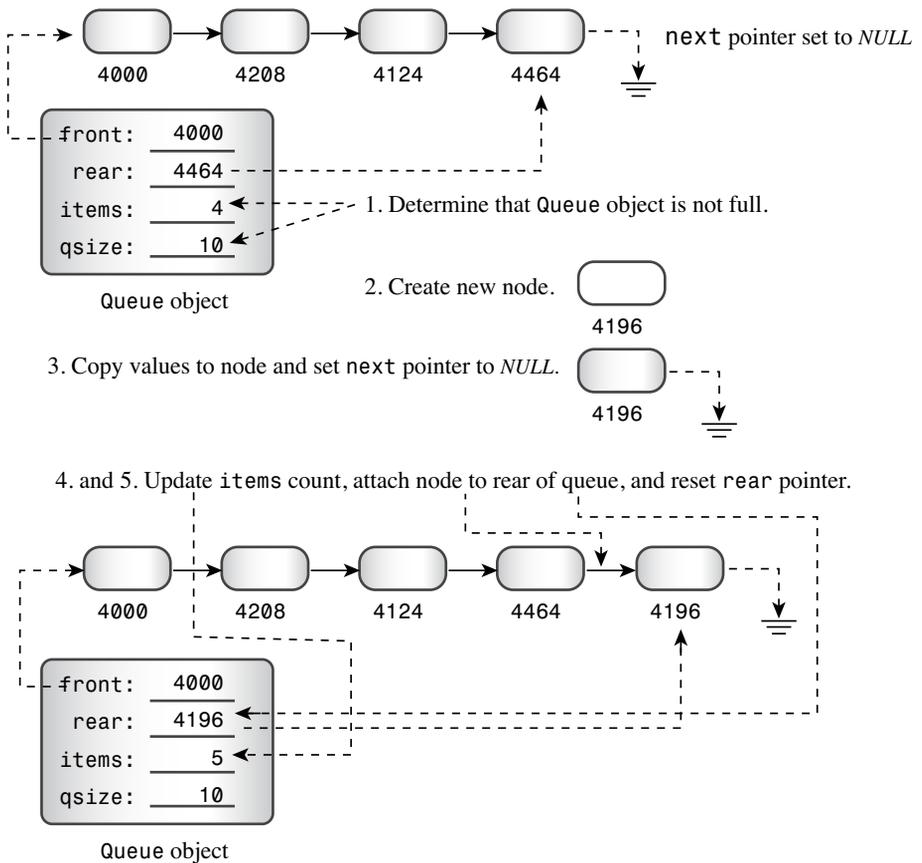 next pointer set to NULL
4000 4208 4124 4464
front: 4000
rear: 4464
items: 4
qsize: 10
Queue object
1. Determine that Queue object is not full.
2. Create new node.
4196
3. Copy values to node and set next pointer to NULL.
4196
4. and 5. Update items count, attach node to rear of queue, and reset rear pointer.
4000 4208 4124 4464 4196
front: 4000
rear: 4196
items: 5
qsize: 10
Queue object